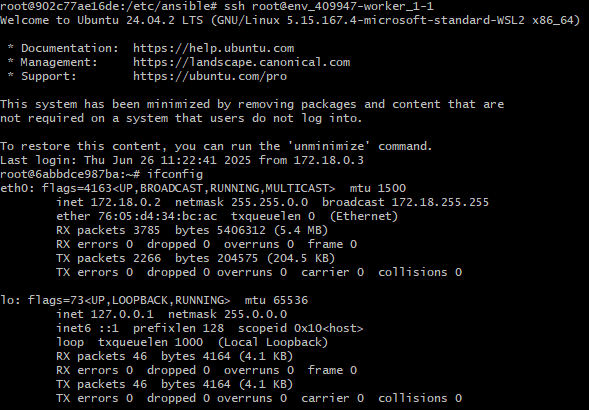 root@902c77ae16de:/etc/ansible# ssh root@env_409947-worker_1-1
Welcome to Ubuntu 24.04.2 LTS (GNU/Linux 5.15.167.4-microsoft-standard-WSL2 x86_64)

 * Documentation:  https://help.ubuntu.com
 * Management:     https://landscape.canonical.com
 * Support:        https://ubuntu.com/pro

This system has been minimized by removing packages and content that are
not required on a system that users do not log into.

To restore this content, you can run the 'unminimize' command.
Last login: Thu Jun 26 11:22:41 2025 from 172.18.0.3
root@6abbdce987ba:~# ifconfig
eth0: flags=4163<UP,BROADCAST,RUNNING,MULTICAST>  mtu 1500
        inet 172.18.0.2  netmask 255.255.0.0  broadcast 172.18.255.255
        ether 76:05:d4:34:bc:ac  txqueuelen 0  (Ethernet)
        RX packets 3785  bytes 5406312 (5.4 MB)
        RX errors 0  dropped 0  overruns 0  frame 0
        TX packets 2266  bytes 204575 (204.5 KB)
        TX errors 0  dropped 0 overruns 0  carrier 0  collisions 0

lo: flags=73<UP,LOOPBACK,RUNNING>  mtu 65536
        inet 127.0.0.1  netmask 255.0.0.0
        inet6 ::1  prefixlen 128  scopeid 0x10<host>
        loop  txqueuelen 1000  (Local Loopback)
        RX packets 46  bytes 4164 (4.1 KB)
        RX errors 0  dropped 0  overruns 0  frame 0
        TX packets 46  bytes 4164 (4.1 KB)
        TX errors 0  dropped 0 overruns 0  carrier 0  collisions 0